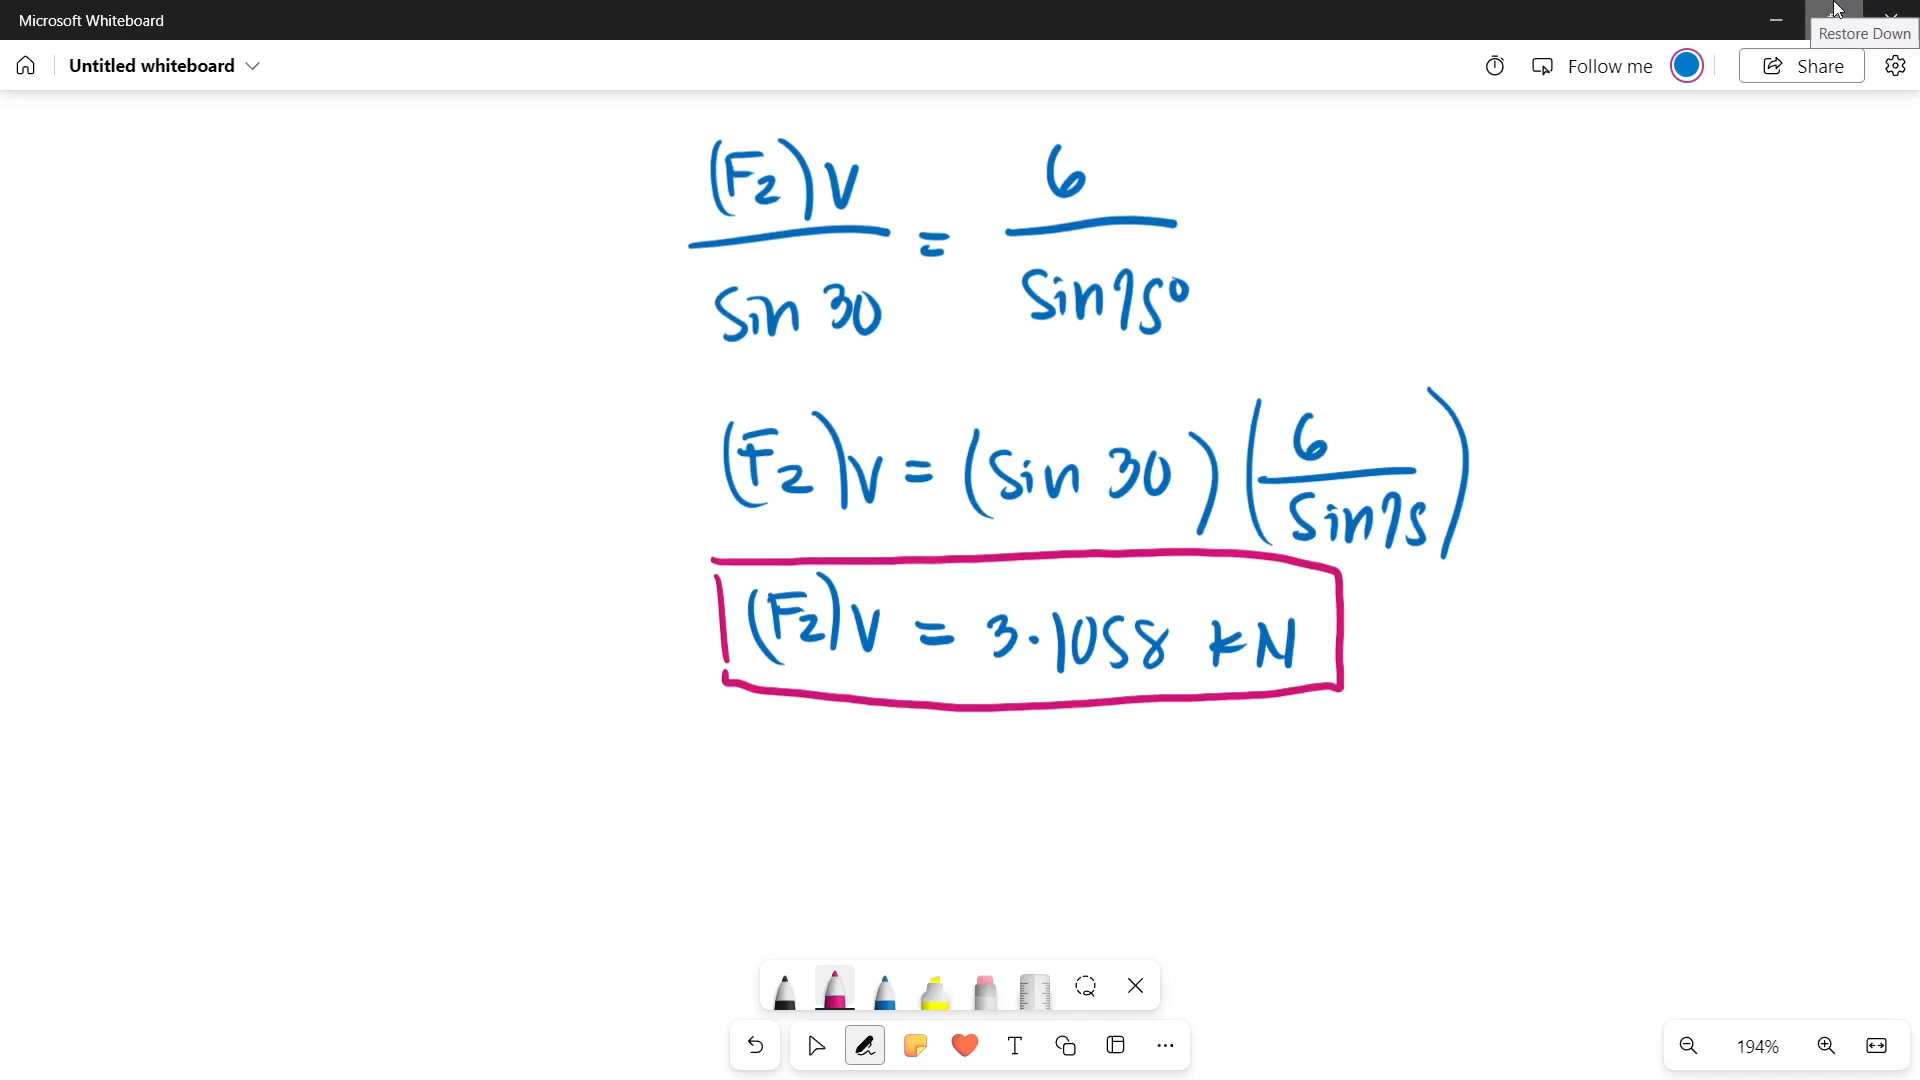 Microsoft Whiteboard
Restore Down
Untitled whiteboard
Follow me
Share
(F2)V / Sin 30 = 6 / Sin75°
(F2)V = (Sin 30) (6 / Sin75)
(F2)V = 3.1058 kN
194%